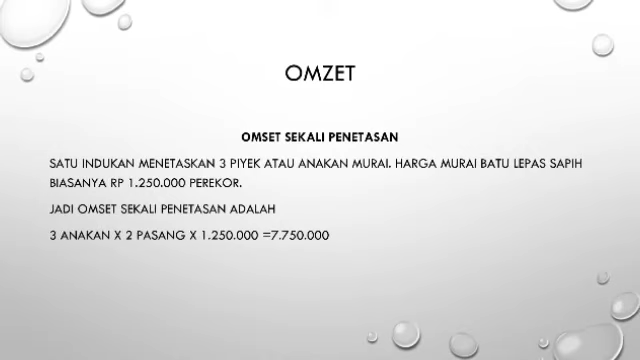 OMZET
OMSET SEKALI PENETASAN
SATU INDUKAN MENETASKAN 3 PIYEK ATAU ANAKAN MURAI. HARGA MURAI BATU LEPAS SAPIH
BIASANYA RP 1.250.000 PEREKOR.
JADI OMSET SEKALI PENETASAN ADALAH
3 ANAKAN X 2 PASANG X 1.250.000 =7.750.000